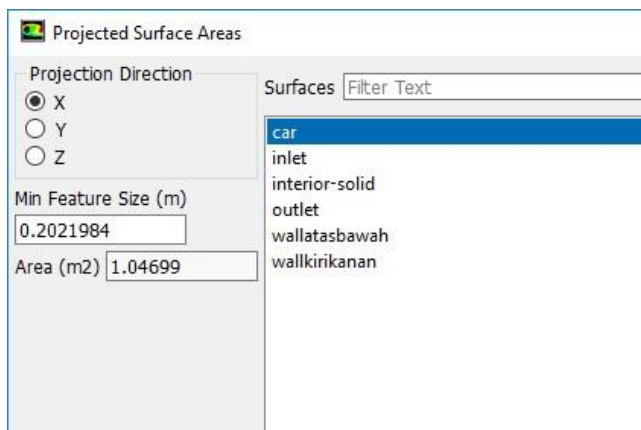 Projected Surface Areas
Projection Direction
X
Y
Z
Min Feature Size (m)
0.2021984
Area (m2) 1.04699
Surfaces Filter Text
car
inlet
interior-solid
outlet
wallatasbawah
wallkirikanan